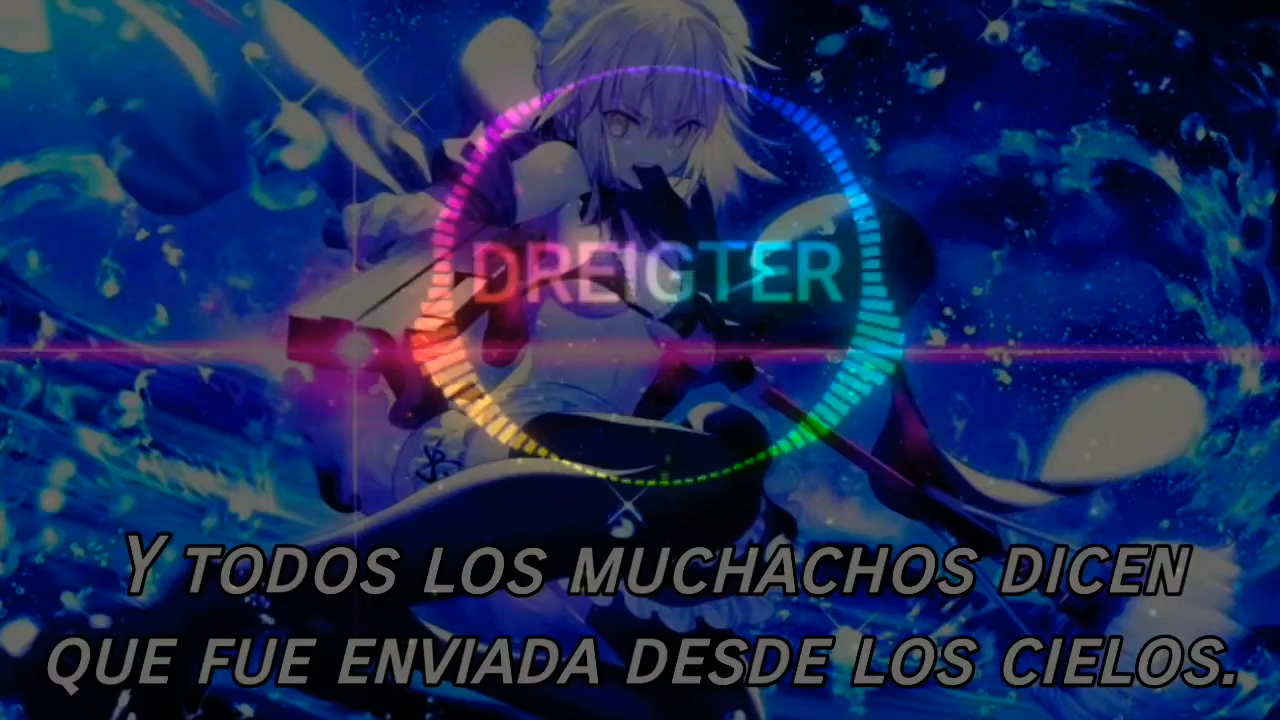 DREIGTER
Y TODOS LOS MUCHACHOS DICEN
QUE FUE ENVIADA DESDE LOS CIELOS.